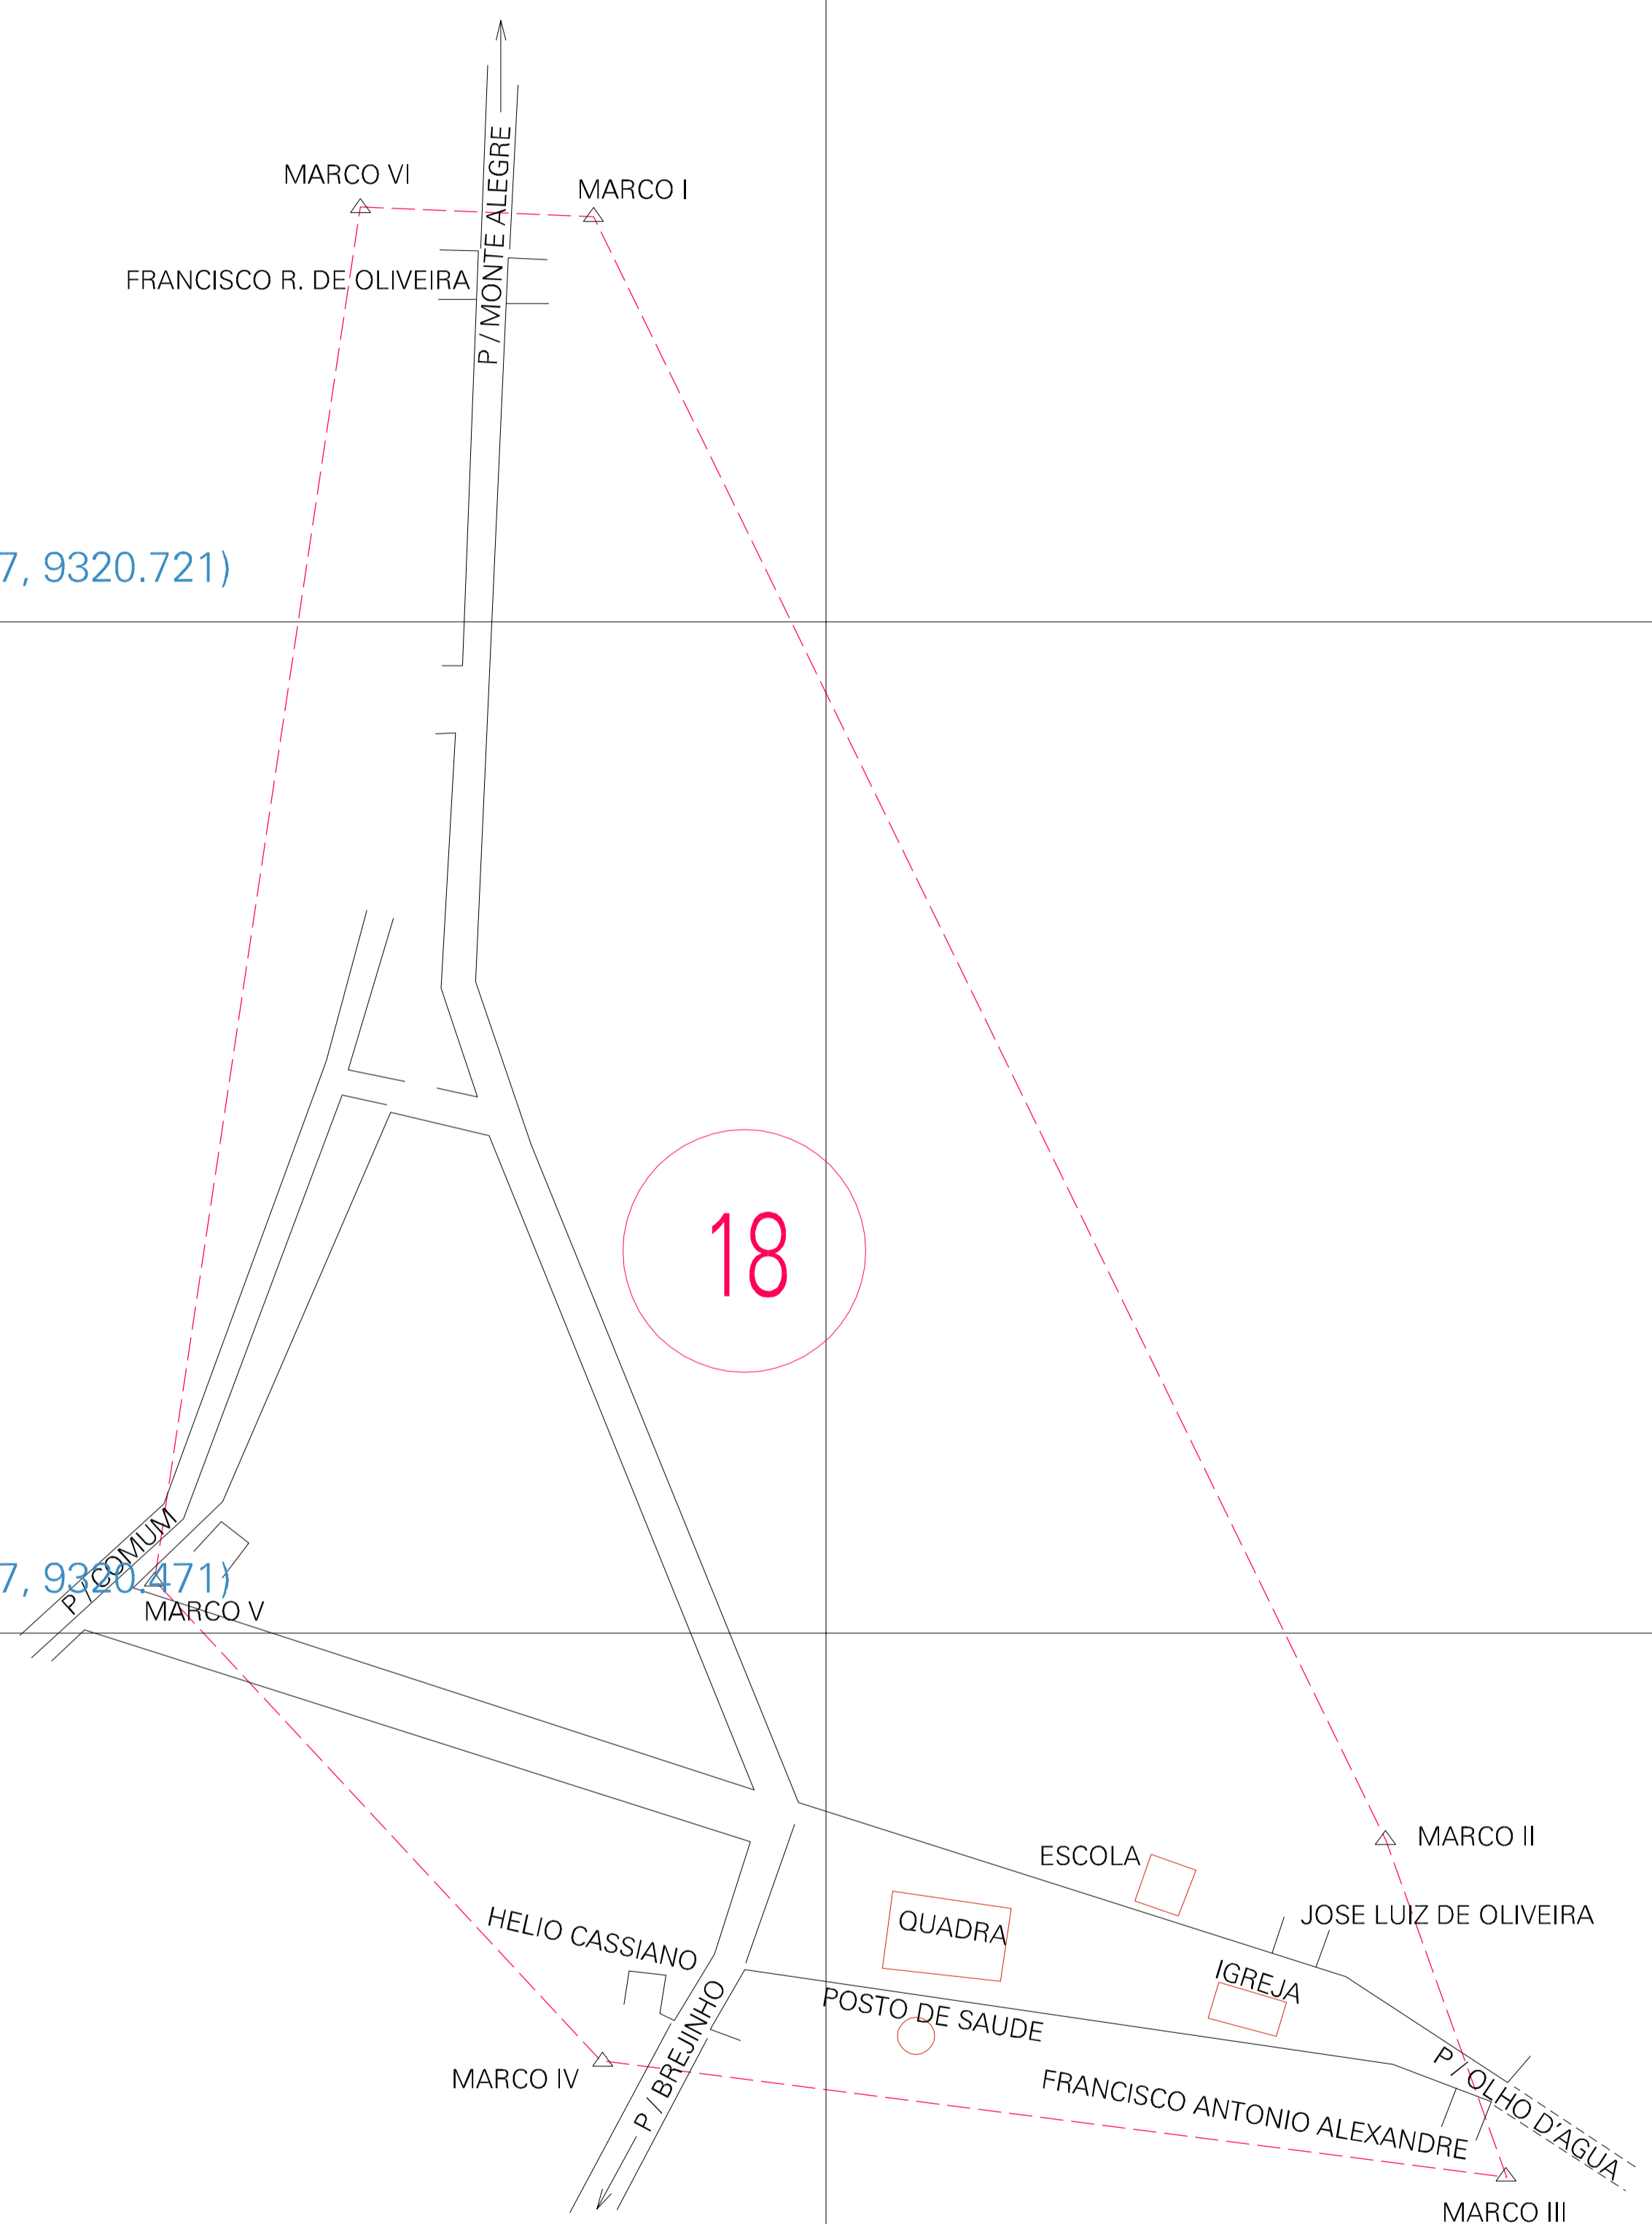 P / MONTE ALEGRE
MARCO VI
MARCO I
FRANCISCO R. DE OLIVEIRA
7, 9320.721)
18
P / COMUM
7, 9320.471)
MARCO V
MARCO II
ESCOLA
JOSE LUIZ DE OLIVEIRA
QUADRA
HELIO CASSIANO
IGREJA
POSTO DE SAUDE
P / BREJINHO
MARCO IV
P / OLHO D'AGUA
FRANCISCO ANTONIO ALEXANDRE
MARCO III